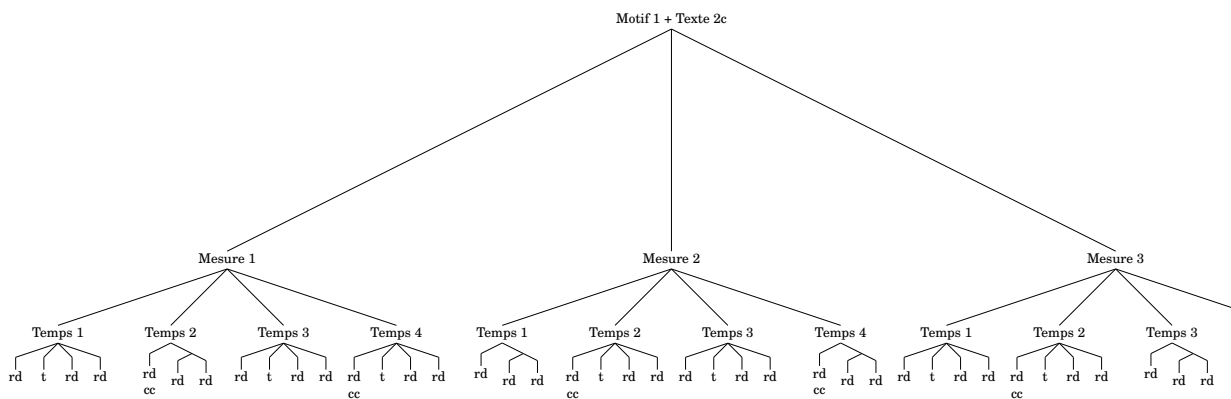 Motif 1 + Texte 2c
Mesure 1 Mesure 2 Mesure 3
Temps 1 Temps 2 Temps 3 Temps 4 Temps 1 Temps 2 Temps 3 Temps 4 Temps 1 Temps 2 Temps 3
rd t rd rd rd rd rd rd t rd rd rd t rd rd rd rd rd rd t rd rd rd t rd rd rd rd rd rd t rd rd rd t rd rd rd rd rd
cc cc cc cc cc